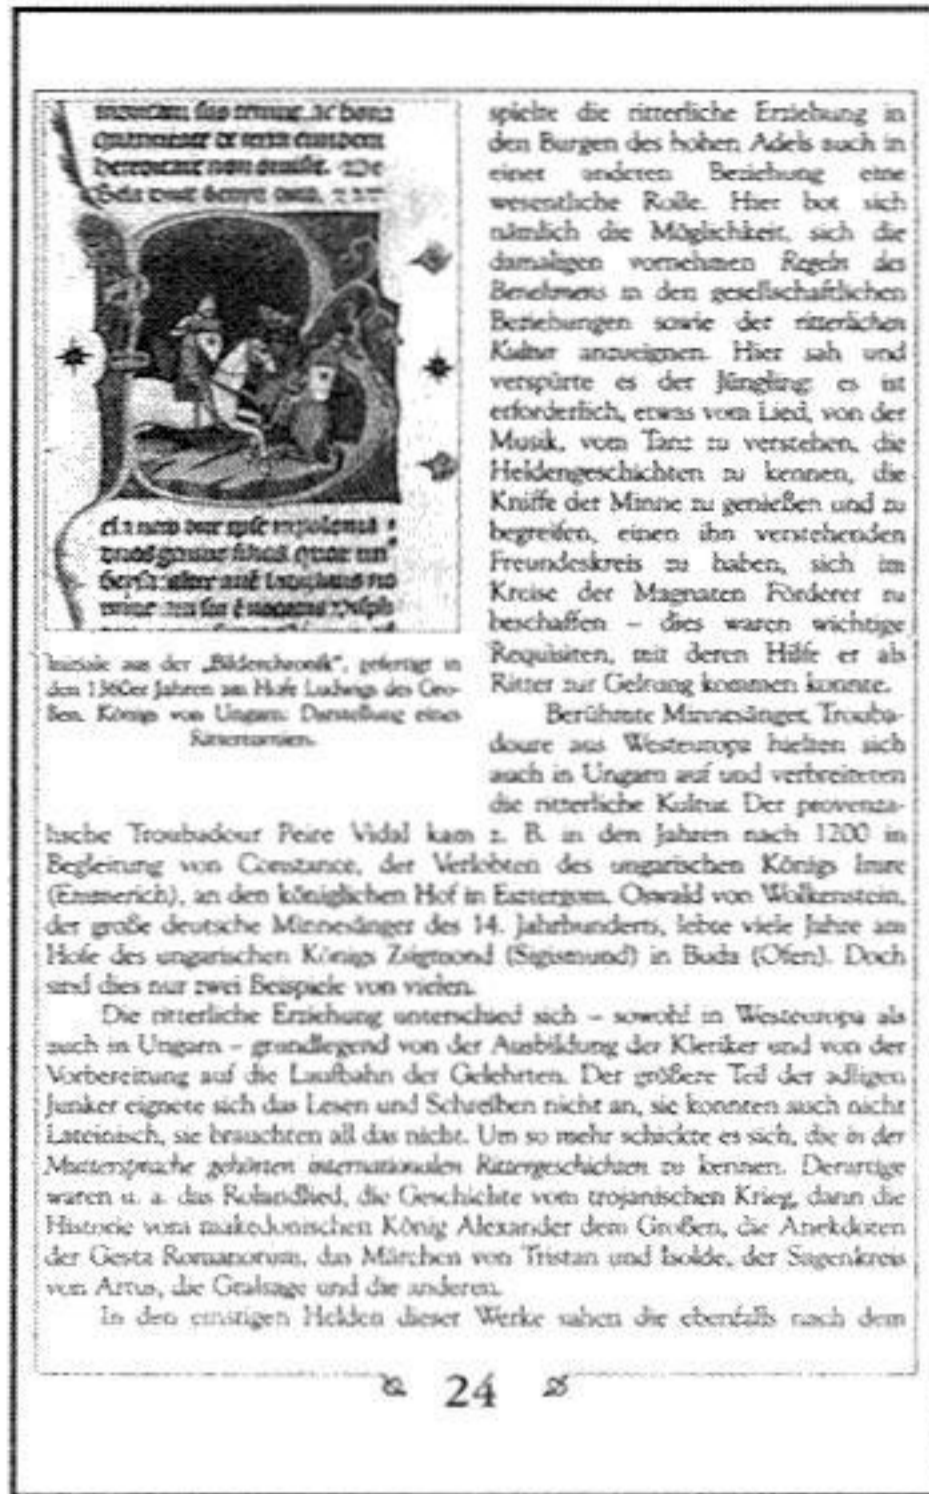 spielte die ritterliche Erziehung in
den Burgen des hohen Adels auch in
einer anderen Beziehung eine
wesentliche Rolle. Hier bot sich
nämlich die Möglichkeit, sich die
damaligen vornehmen Regeln des
Benehmens in den gesellschaftlichen
Beziehungen sowie der ritterlichen
Kultur anzueignen. Hier sah und
verspürte es der Jüngling: es ist
erforderlich, etwas vom Lied, von der
Musik, vom Tanz zu verstehen, die
Heldengeschichten zu kennen, die
Kniffe der Minne zu genießen und zu
begreifen, einen ihn verstehenden
Freundeskreis zu haben, sich im
Kreise der Magnaten Förderer zu
beschaffen – dies waren wichtige
Requisiten, mit deren Hilfe er als
Ritter zur Geltung kommen konnte.
Initiale aus der „Bilderchronik“, gefertigt in
den 1360er Jahren am Hofe Ludwigs des Gro-
ßen, Königs von Ungarn: Darstellung eines
Ritterturniers.
Berühmte Minnesänger, Trouba-
doure aus Westeuropa hielten sich
auch in Ungarn auf und verbreiteten
die ritterliche Kultur. Der provenza-
lische Troubadour Peire Vidal kam z. B. in den Jahren nach 1200 in
Begleitung von Constance, der Verlobten des ungarischen Königs Imre
(Emmerich), an den königlichen Hof in Esztergom. Oswald von Wolkenstein,
der große deutsche Minnesänger des 14. Jahrhunderts, lebte viele Jahre am
Hofe des ungarischen Königs Zsigmond (Sigismund) in Buda (Ofen). Doch
sind dies nur zwei Beispiele von vielen.
Die ritterliche Erziehung unterschied sich – sowohl in Westeuropa als
auch in Ungarn – grundlegend von der Ausbildung der Kleriker und von der
Vorbereitung auf die Laufbahn der Gelehrten. Der größere Teil der adligen
Junker eignete sich das Lesen und Schreiben nicht an, sie konnten auch nicht
Lateinisch, sie brauchten all das nicht. Um so mehr schickte es sich, die in der
Muttersprache gehörten internationalen Rittergeschichten zu kennen. Derartige
waren u. a. das Rolandlied, die Geschichte vom trojanischen Krieg, dann die
Historie vom makedonischen König Alexander dem Großen, die Anekdoten
der Gesta Romanorum, das Märchen von Tristan und Isolde, der Sagenkreis
von Artus, die Gralsage und die anderen.
In den einstigen Helden dieser Werke sahen die ebenfalls nach dem
24